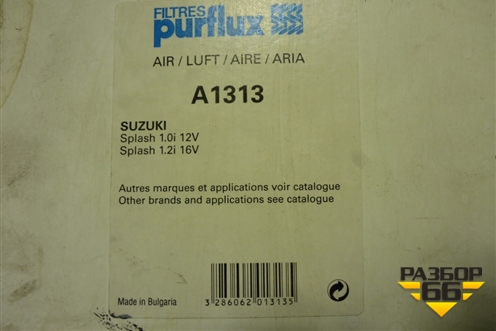 FILTRES
purflux
AIR / LUFT / AiRE / ARIA
A1313
SUZUKI
Splash 1.0i 12V
Splash 1.2i 16V
Autres marques et applications voir catalogue
Other brands and applications see catalogue
Made in Bulgaria
3 286062 013135
РАЗБОР
66